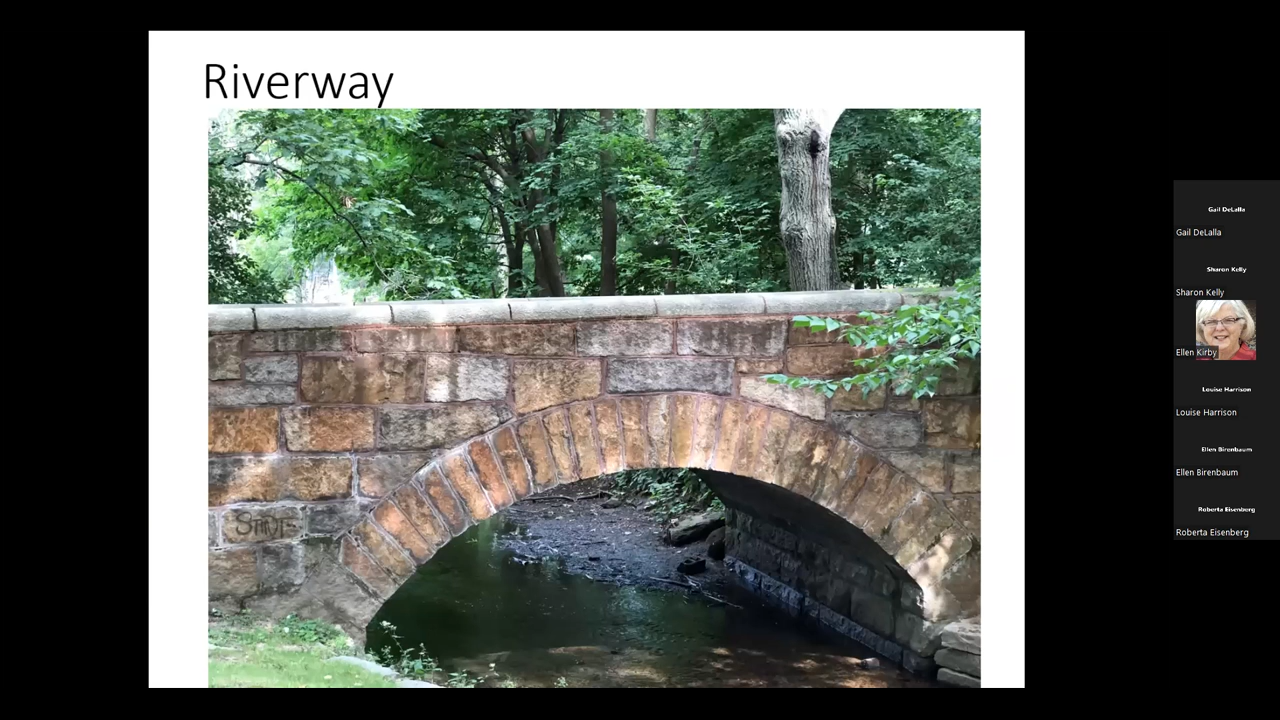 Riverway
Gail DeLalla
Gail DeLalla
Sharon Kelly
Sharon Kelly
Ellen Kirby
Louise Harrison
Louise Harrison
Ellen Birenbaum
Ellen Birenbaum
Roberta Eisenberg
Roberta Eisenberg